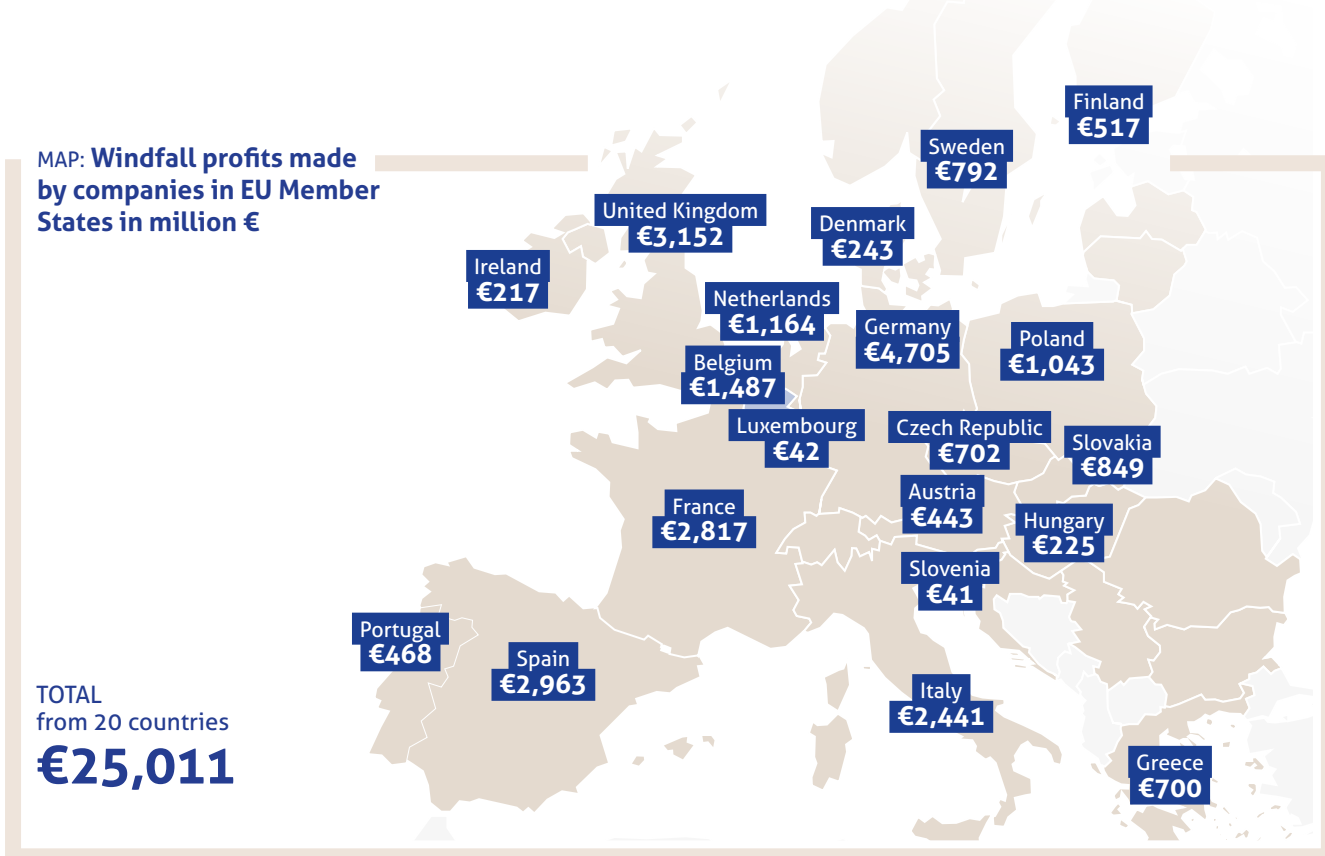 MAP: Windfall profits made
by companies in EU Member
States in million €
Finland
€517
Sweden
€792
United Kingdom
€3,152
Denmark
€243
Ireland
€217
Netherlands
€1,164
Germany
€4,705
Poland
€1,043
Belgium
€1,487
Luxembourg
€42
Czech Republic
€702
Slovakia
€849
Austria
€443
France
€2,817
Hungary
€225
Slovenia
€41
Portugal
€468
Spain
€2,963
Italy
€2,441
Greece
€700
TOTAL
from 20 countries
€25,011